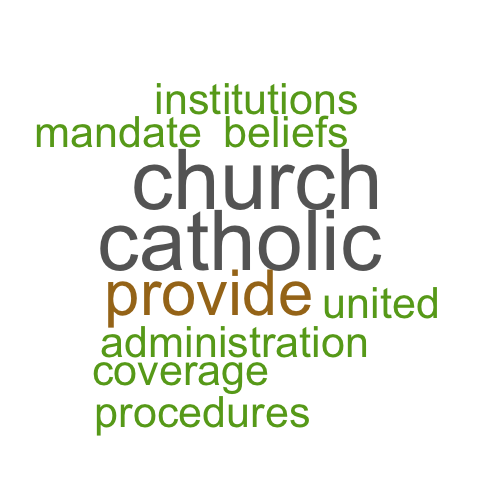 institutions
mandate beliefs
church
catholic
provide united
administration
coverage
procedures